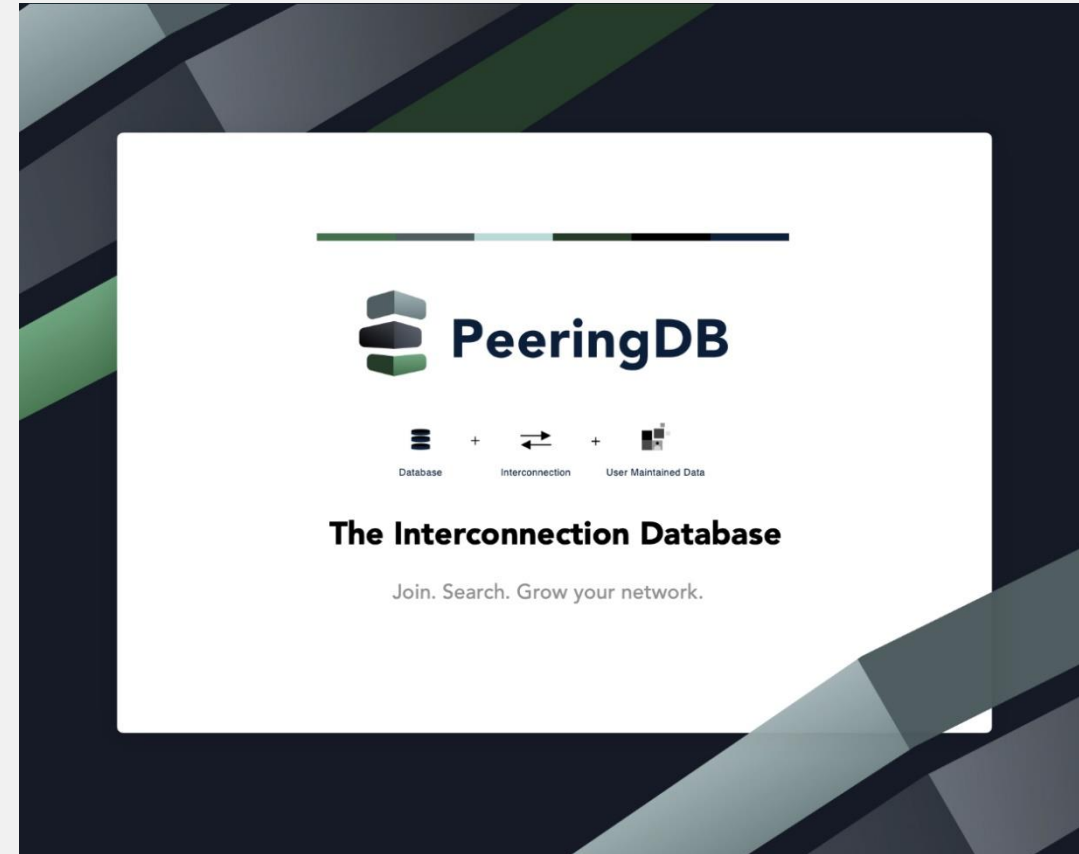 PeeringDB
+ +
Database Interconnection User Maintained Data
The Interconnection Database
Join. Search. Grow your network.